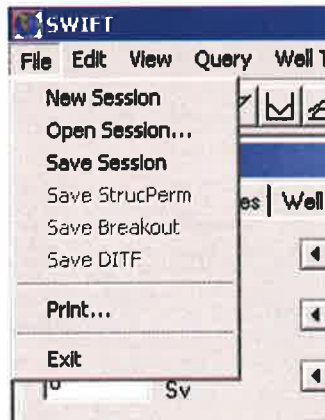 SWIFT
File Edit View Query Well
New Session
Open Session...
Save Session
Save StrucPerm
Save Breakout
Save DITF
es Well
Print...
Exit
Sv